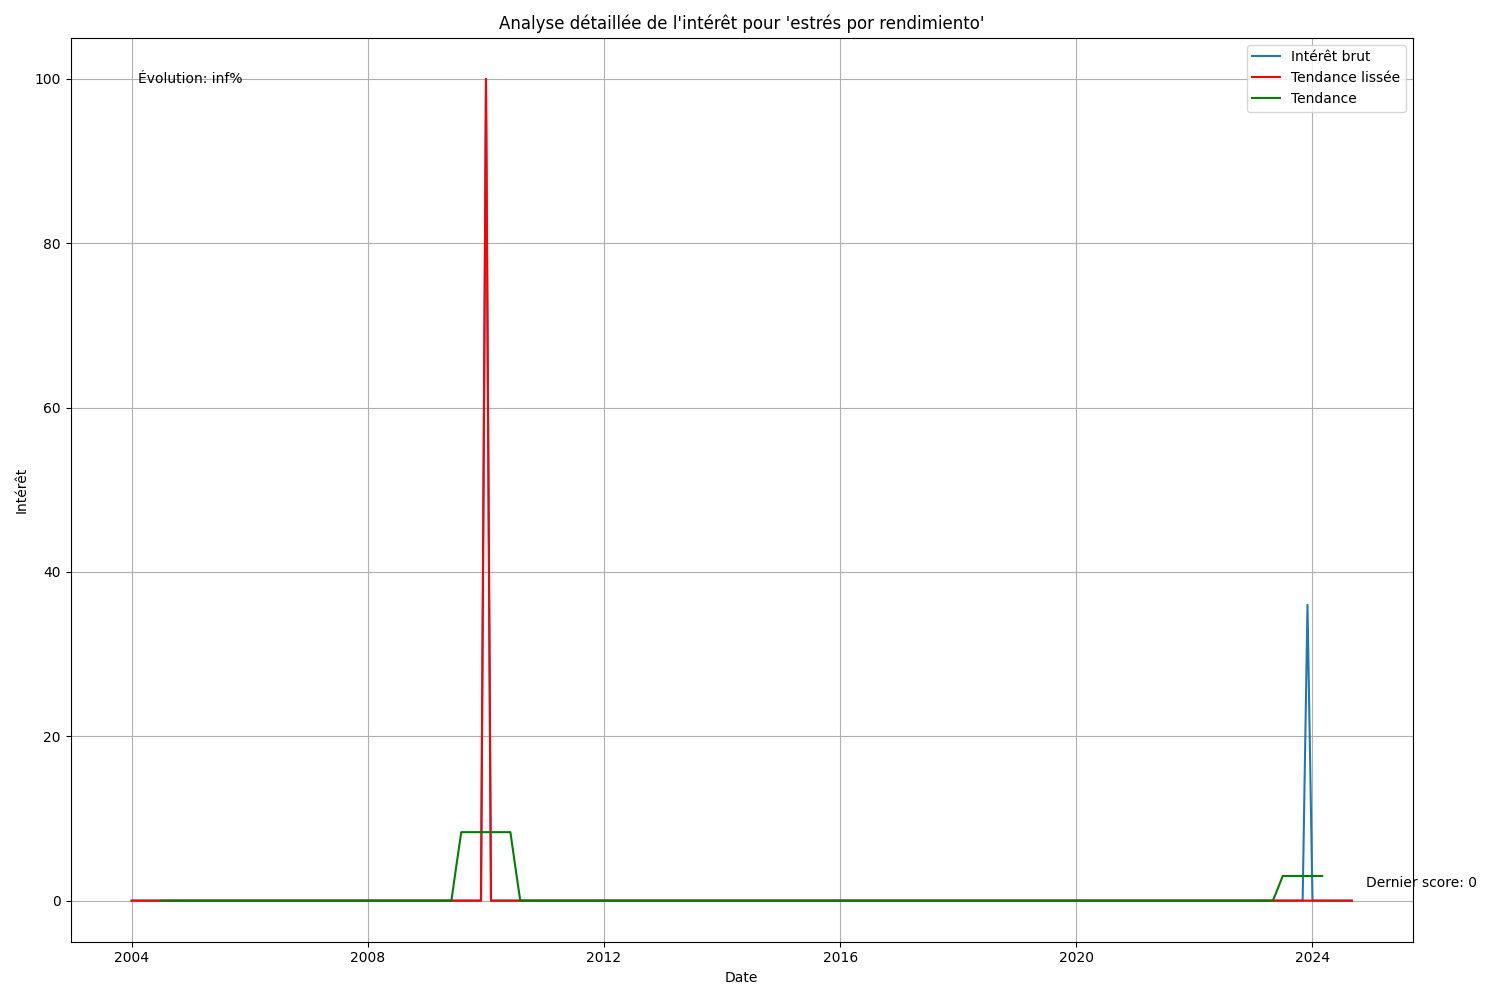 Analyse détaillée de l'intérêt pour 'estrés por rendimiento'
Évolution: inf%
Intérêt brut
Tendance lissée
Tendance
100
80
60
40
20
0
Intérêt
Dernier score: 0
2004
2008
2012
2016
2020
2024
Date